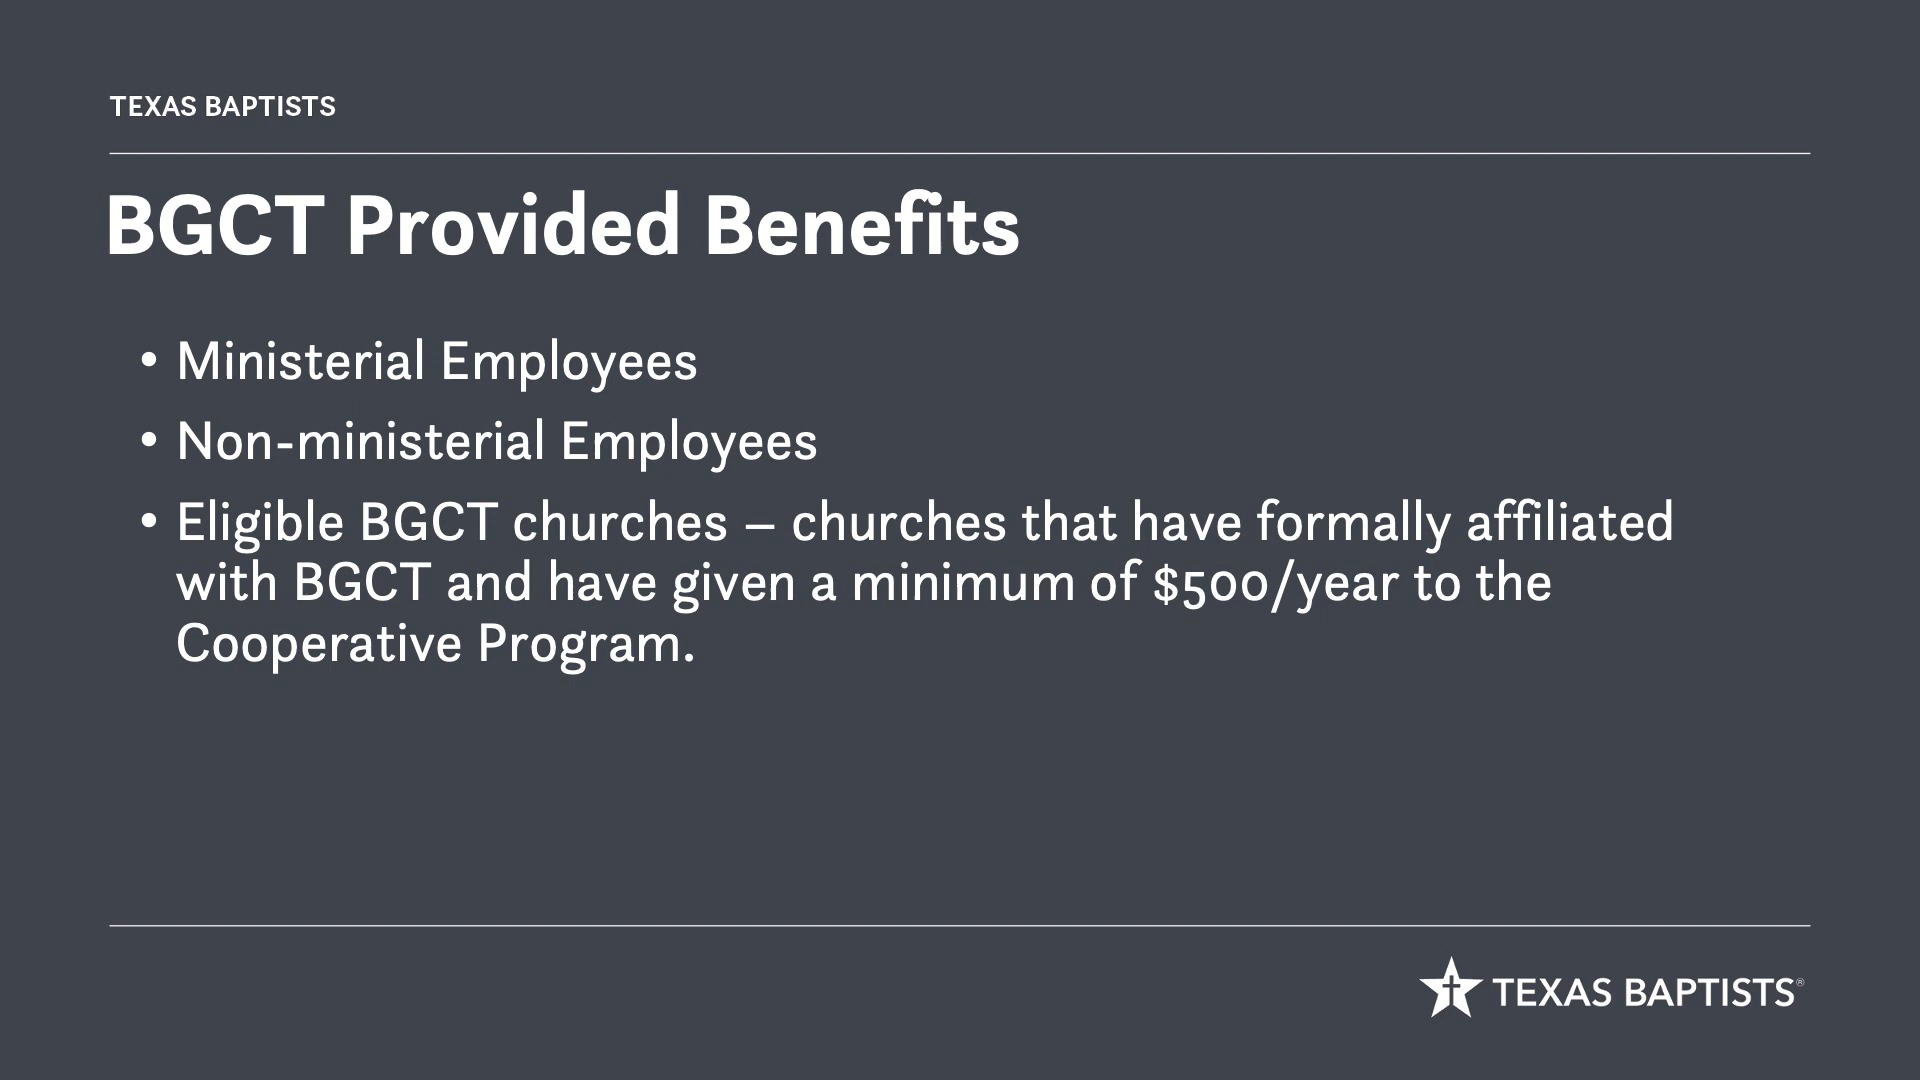 TEXAS BAPTISTS
BGCT Provided Benefits
• Ministerial Employees
• Non-ministerial Employees
• Eligible BGCT churches – churches that have formally affiliated
with BGCT and have given a minimum of $500/year to the
Cooperative Program.
TEXAS BAPTISTS®